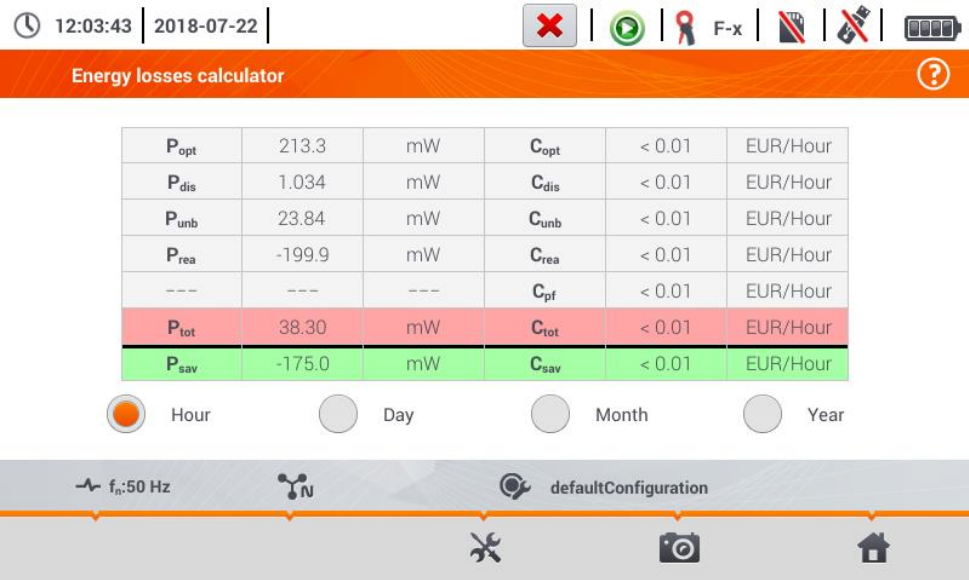 12:03:43 2018-07-22 F-x
Energy losses calculator ?
Popt 213.3 mW Copt < 0.01 EUR/Hour
Pdis 1.034 mW Cdis < 0.01 EUR/Hour
Punb 23.84 mW Cunb < 0.01 EUR/Hour
Prea -199.9 mW Crea < 0.01 EUR/Hour
--- --- --- Cpf < 0.01 EUR/Hour
Ptot 38.30 mW Ctot < 0.01 EUR/Hour
Psav -175.0 mW Csav < 0.01 EUR/Hour
Hour Day Month Year
fn:50 Hz N defaultConfiguration